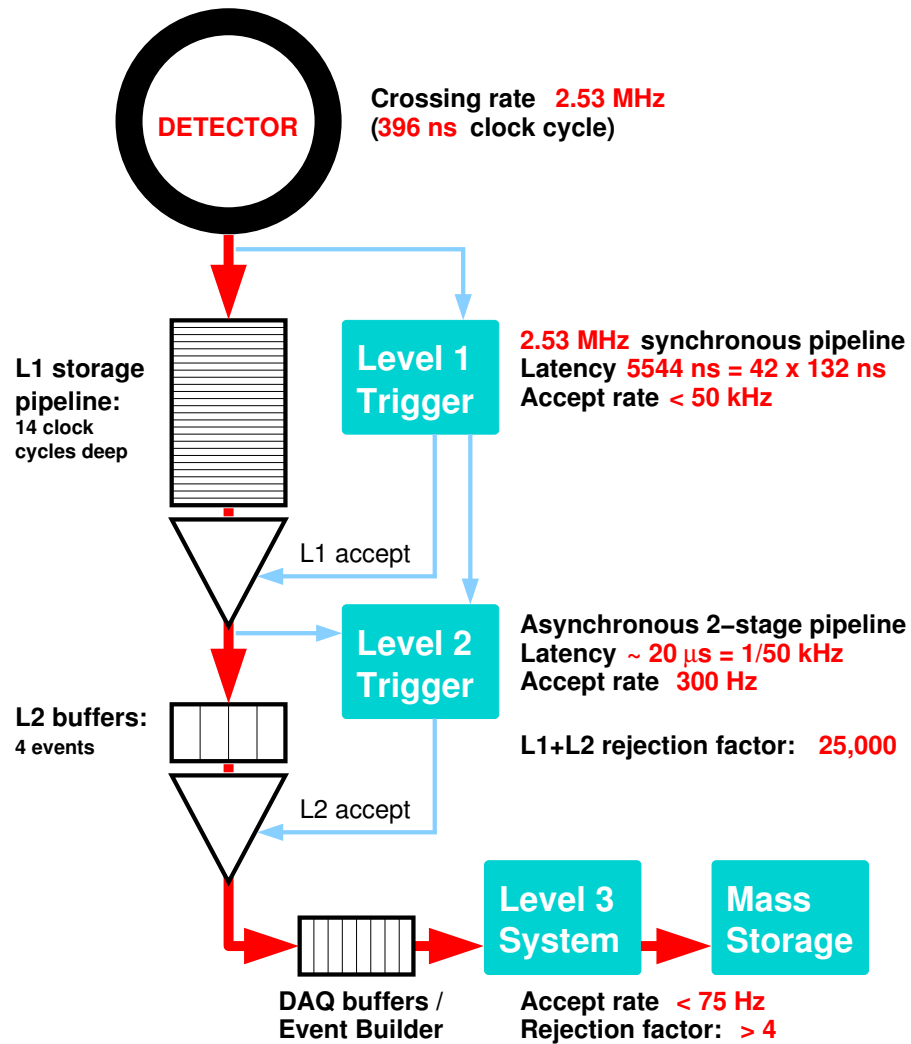 DETECTOR
Crossing rate 2.53 MHz
(396 ns clock cycle)
L1 storage
pipeline:
14 clock
cycles deep
Level 1
Trigger
2.53 MHz synchronous pipeline
Latency 5544 ns = 42 x 132 ns
Accept rate < 50 kHz
L1 accept
Level 2
Trigger
Asynchronous 2−stage pipeline
Latency ~ 20 µs = 1/50 kHz
Accept rate 300 Hz
L2 buffers:
4 events
L1+L2 rejection factor: 25,000
L2 accept
Level 3
System
Mass
Storage
DAQ buffers /
Event Builder
Accept rate < 75 Hz
Rejection factor: > 4